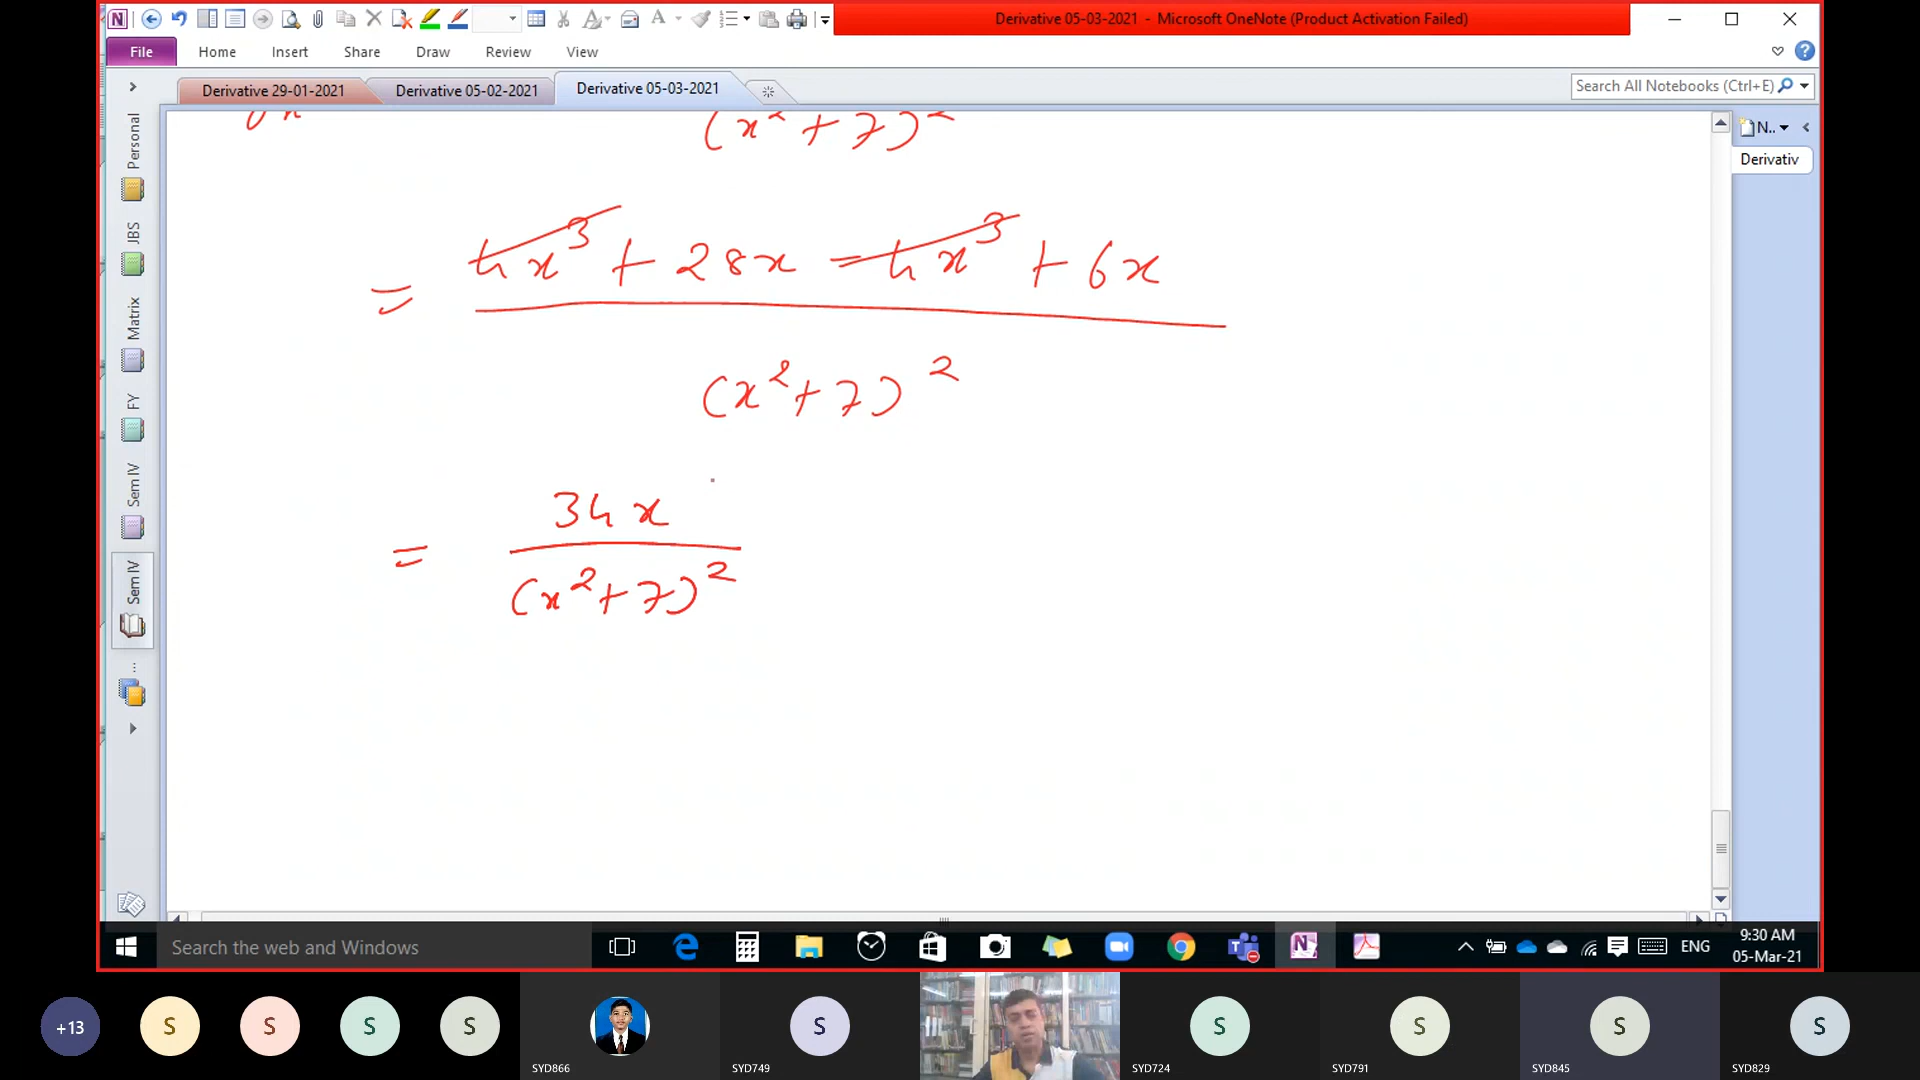 Derivative 05-03-2021 - Microsoft OneNote (Product Activation Failed)
File Home Insert Share Draw Review View
Derivative 29-01-2021 Derivative 05-02-2021 Derivative 05-03-2021
Search All Notebooks (Ctrl+E)
N..
Derivativ
Personal
JBS
Matrix
FY
Sem IV
Sem IV
(x²+7)²
= 4x³ + 28x - 4x³ + 6x
(x²+7)²
= 34x
(x²+7)²
Search the web and Windows
ENG
9:30 AM
05-Mar-21
+13 S S S S S S S S S
SYD866 SYD749 SYD724 SYD791 SYD845 SYD829